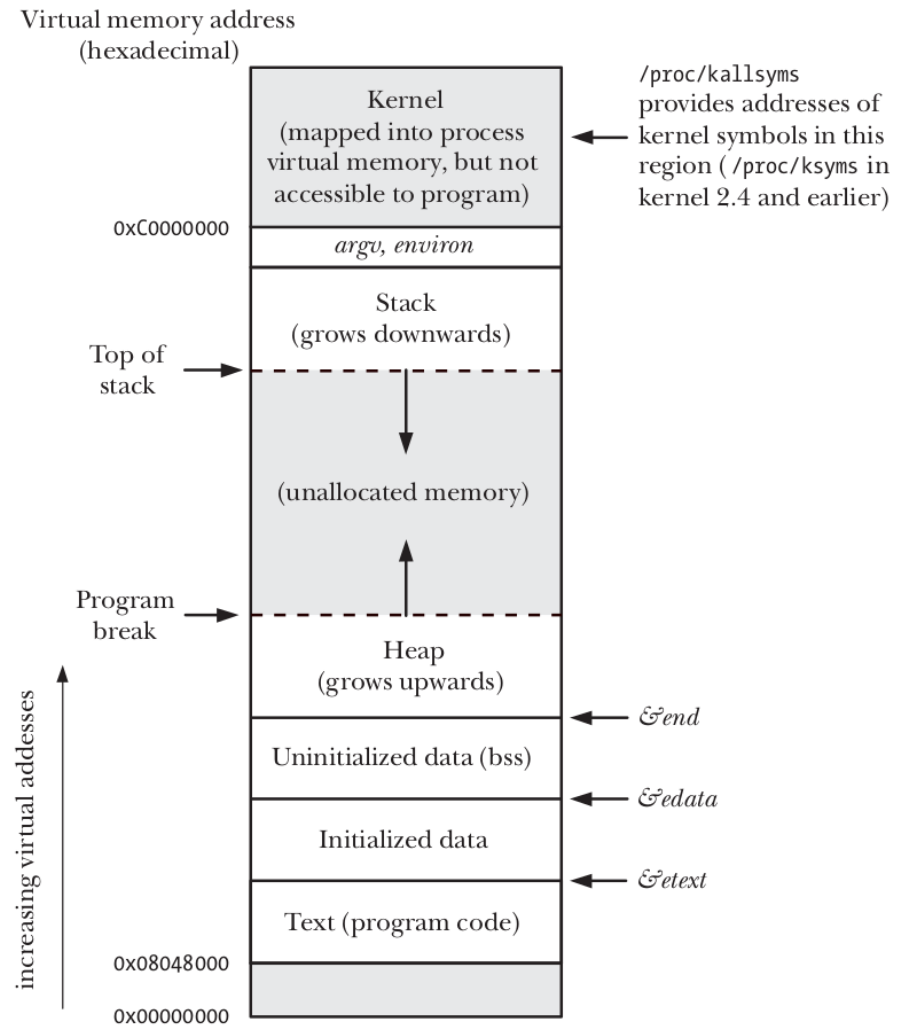 Virtual memory address
(hexadecimal)
/proc/kallsyms
provides addresses of
kernel symbols in this
region (/proc/ksyms in
kernel 2.4 and earlier)
Kernel
(mapped into process
virtual memory, but not
accessible to program)
0xC0000000
argv, environ
Stack
(grows downwards)
Top of
stack
(unallocated memory)
Program
break
Heap
(grows upwards)
&end
Uninitialized data (bss)
&edata
Initialized data
&etext
Text (program code)
0x08048000
0x00000000
increasing virtual addesses